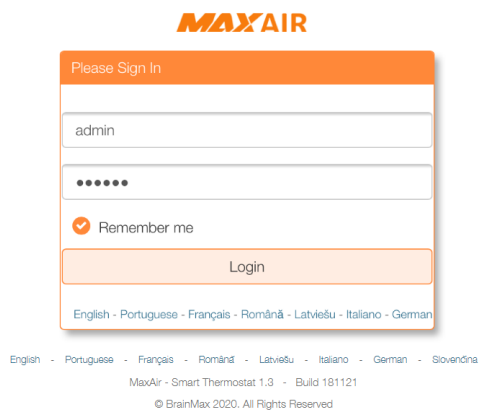 MAXAIR
Please Sign In
admin
••••••
Remember me
Login
English - Portuguese - Français - Română - Latviešu - Italiano - German
English - Portuguese - Français - Română - Latviešu - Italiano - German - Slovenčina
MaxAir - Smart Thermostat 1.3 - Build 181121
© BrainMax 2020. All Rights Reserved